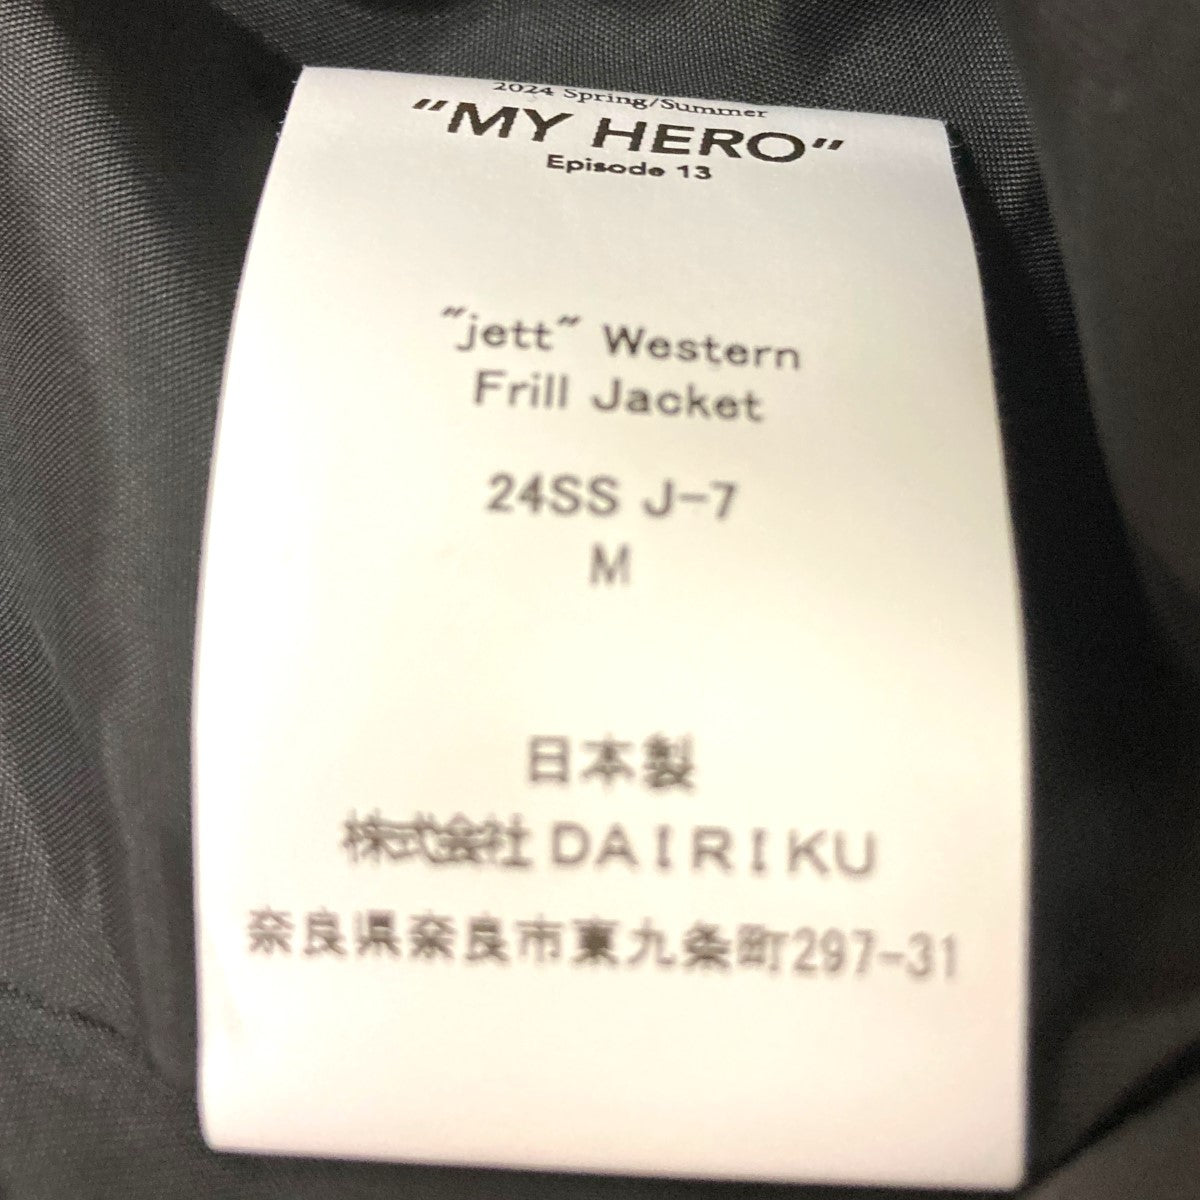 2024 Spring/Summer
"MY HERO"
Episode 13
"jett" Western
Frill Jacket
24SS J-7
M
日本製
株式会社DAIRIKU
奈良県奈良市東九条町297-31